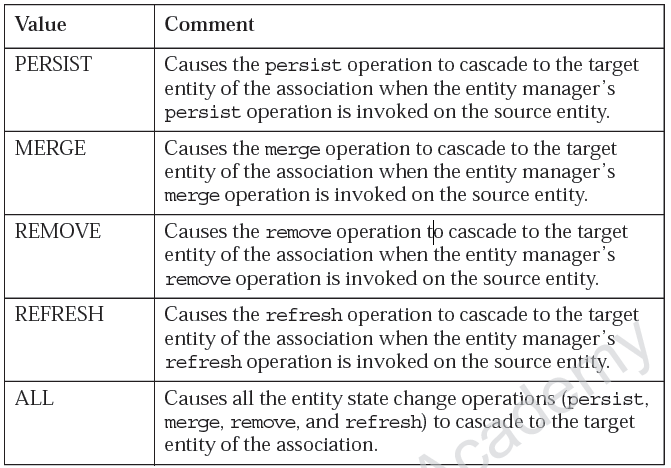 Value Comment
PERSIST Causes the persist operation to cascade to the target
entity of the association when the entity manager's
persist operation is invoked on the source entity.
MERGE Causes the merge operation to cascade to the target
entity of the association when the entity manager's
merge operation is invoked on the source entity.
REMOVE Causes the remove operation to cascade to the target
entity of the association when the entity manager's
remove operation is invoked on the source entity.
REFRESH Causes the refresh operation to cascade to the target
entity of the association when the entity manager's
refresh operation is invoked on the source entity.
ALL Causes all the entity state change operations (persist,
merge, remove, and refresh) to cascade to the target
entity of the association.
Academy